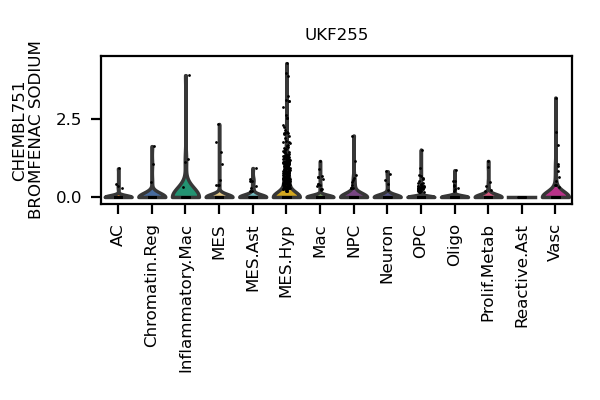 UKF255
CHEMBL751
BROMFENAC SODIUM
2.5
0.0
AC
Chromatin.Reg
Inflammatory.Mac
MES
MES.Ast
MES.Hyp
Mac
NPC
Neuron
OPC
Oligo
Prolif.Metab
Reactive.Ast
Vasc